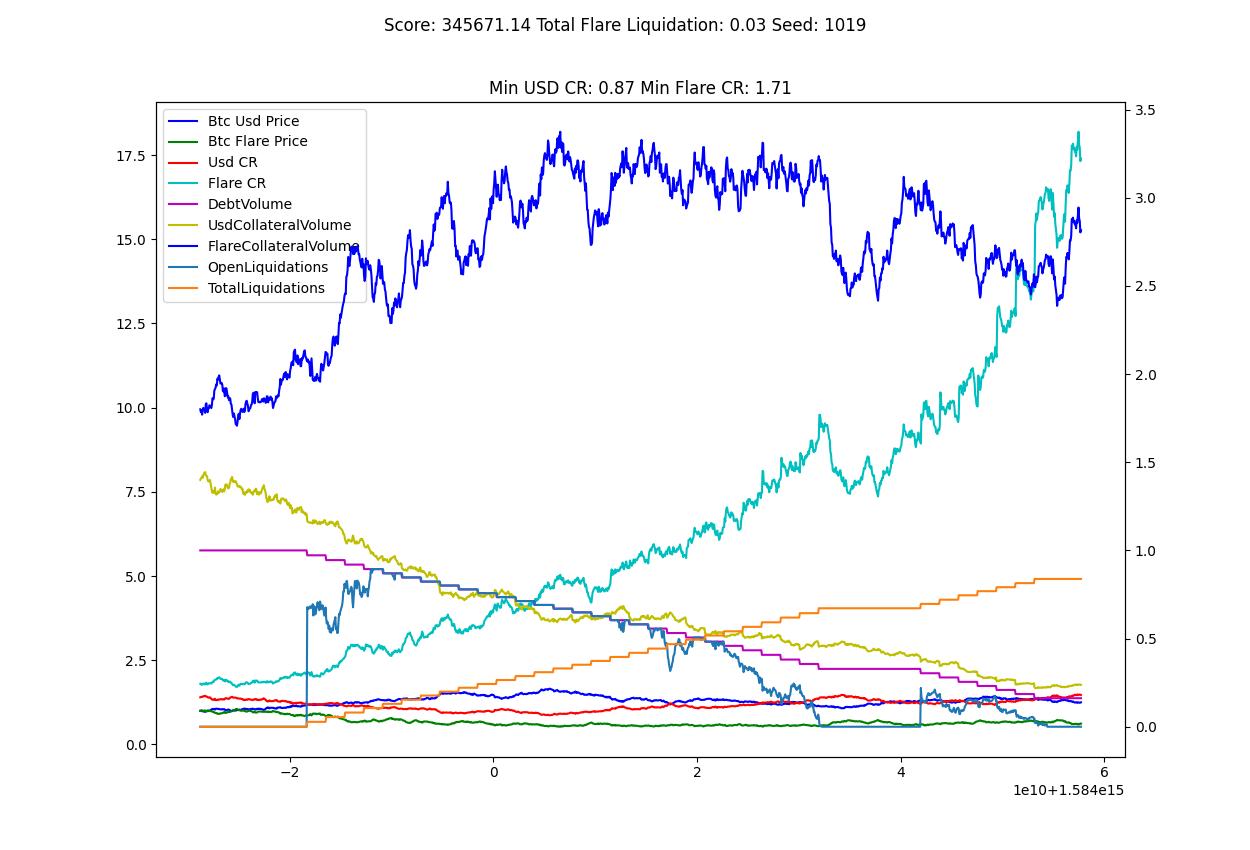 Score: 345671.14 Total Flare Liquidation: 0.03 Seed: 1019
Min USD CR: 0.87 Min Flare CR: 1.71
Btc Usd Price
Btc Flare Price
Usd CR
Flare CR
DebtVolume
UsdCollateralVolume
FlareCollateralVolume
OpenLiquidations
TotalLiquidations
17.5
15.0
12.5
10.0
7.5
5.0
2.5
0.0
3.5
3.0
2.5
2.0
1.5
1.0
0.5
0.0
−2 0 2 4 6
1e10+1.584e15